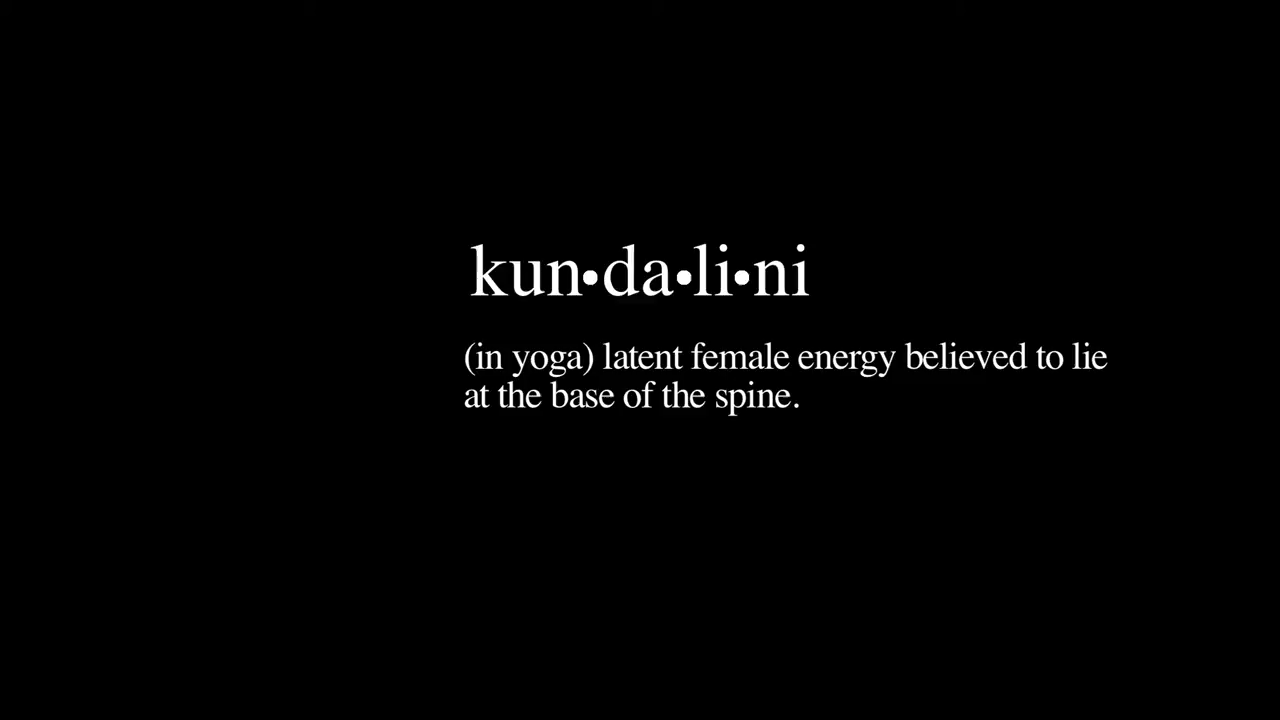 kun•da•li•ni
(in yoga) latent female energy believed to lie
at the base of the spine.